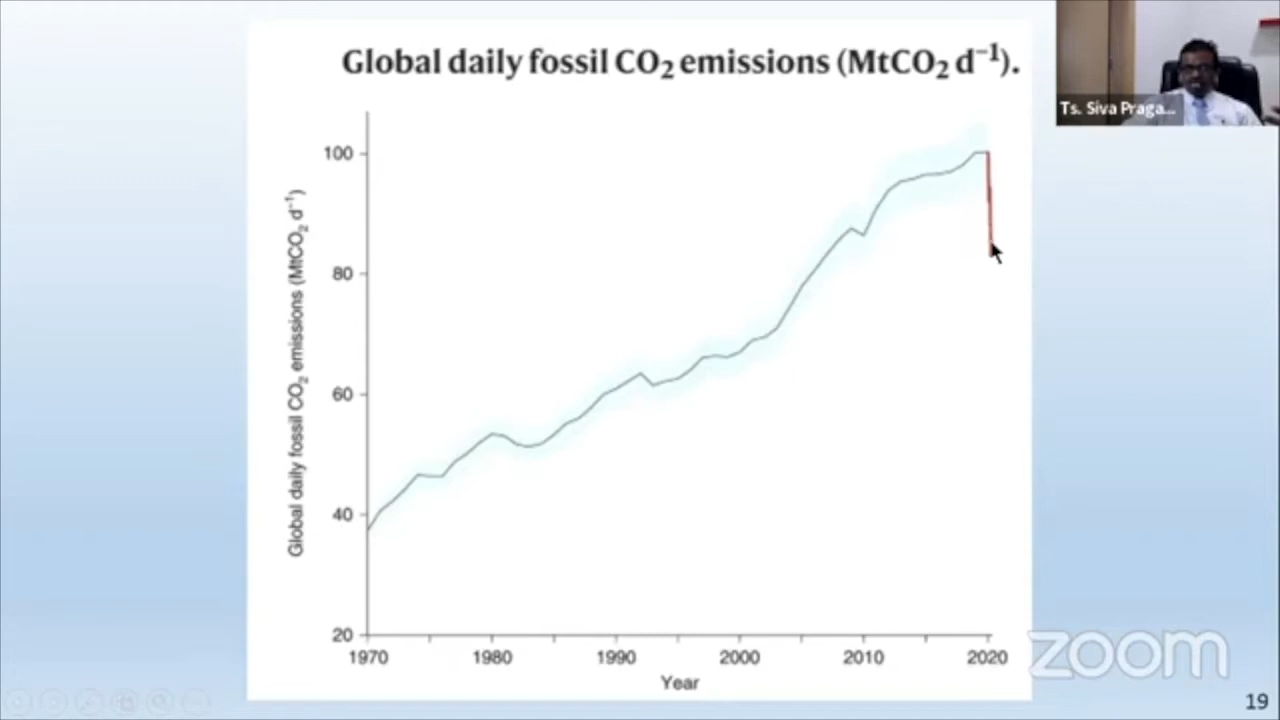 Global daily fossil CO₂ emissions (MtCO₂ d⁻¹).
Ts. Siva Praga...
Global daily fossil CO₂ emissions (MtCO₂ d⁻¹)
100
80
60
40
20
1970 1980 1990 2000 2010 2020
Year
zoom
19